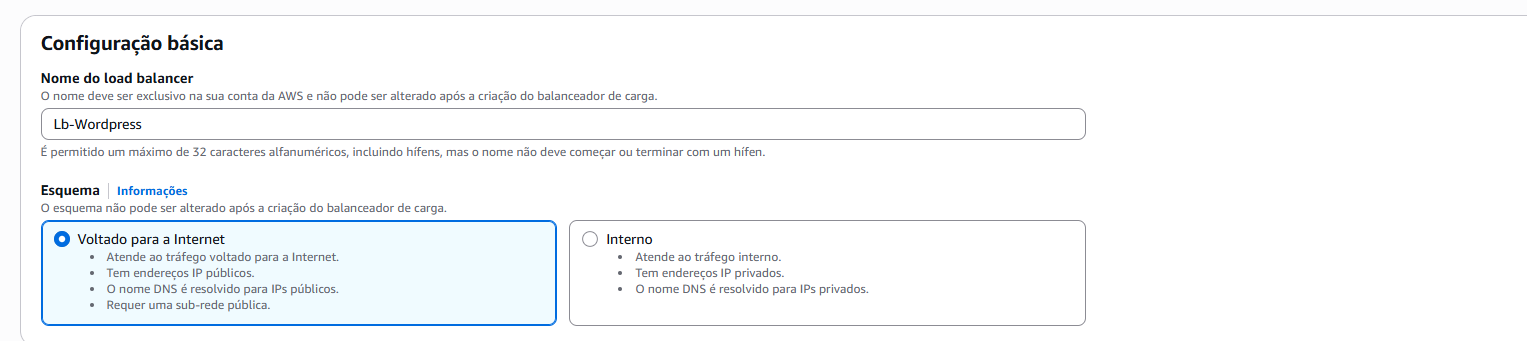 Configuração básica
Nome do load balancer
O nome deve ser exclusivo na sua conta da AWS e não pode ser alterado após a criação do balanceador de carga.
Lb-Wordpress
É permitido um máximo de 32 caracteres alfanuméricos, incluindo hífens, mas o nome não deve começar ou terminar com um hífen.
Esquema | Informações
O esquema não pode ser alterado após a criação do balanceador de carga.
Voltado para a Internet
• Atende ao tráfego voltado para a Internet.
• Tem endereços IP públicos.
• O nome DNS é resolvido para IPs públicos.
• Requer uma sub-rede pública.
Interno
• Atende ao tráfego interno.
• Tem endereços IP privados.
• O nome DNS é resolvido para IPs privados.